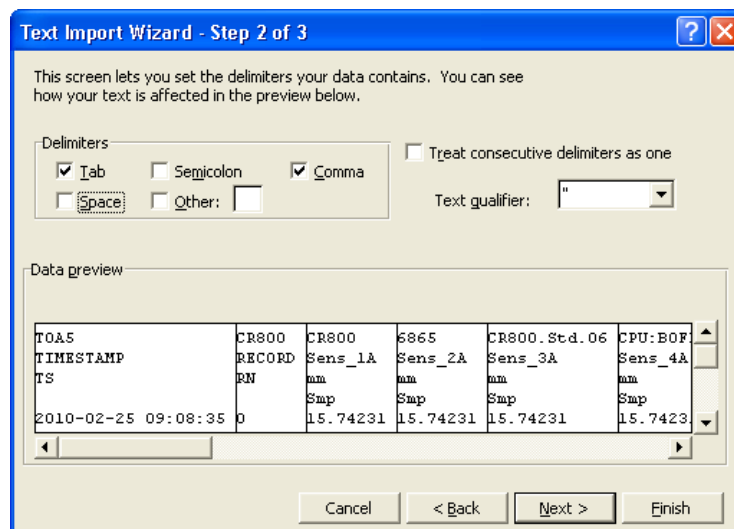 Text Import Wizard - Step 2 of 3
This screen lets you set the delimiters your data contains. You can see
how your text is affected in the preview below.
Delimiters
Tab Semicolon Comma
Space Other:
Treat consecutive delimiters as one
Text qualifier: "
Data preview
TOA5 CR800 CR800 6865 CR800.Std.06 CPU:BOF
TIMESTAMP RECORD Sens_1A Sens_2A Sens_3A Sens_4A
TS RN mm mm mm mm
Smp Smp Smp Smp
2010-02-25 09:08:35 0 15.74231 15.74231 15.74231 15.7423
Cancel < Back Next > Finish